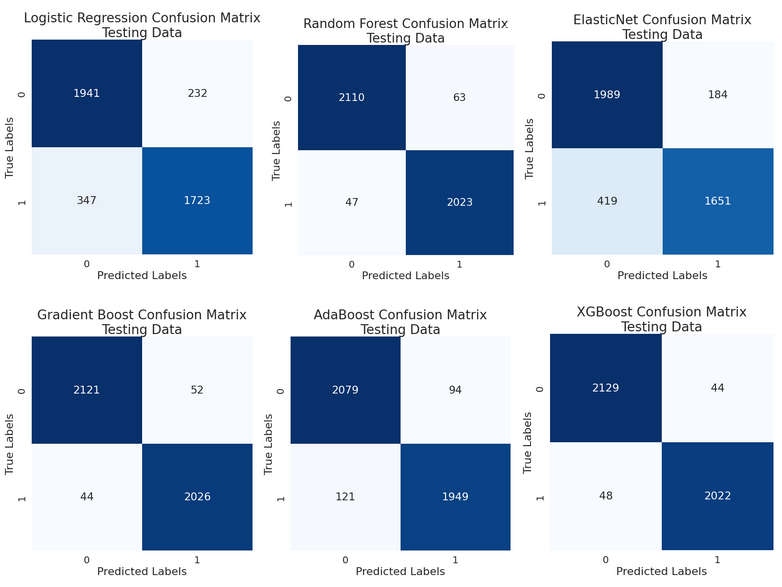 Logistic Regression Confusion Matrix
Testing Data
True Labels
0
1941
232
1
347
1723
0
1
Predicted Labels
Random Forest Confusion Matrix
Testing Data
True Labels
0
2110
63
1
47
2023
0
1
Predicted Labels
ElasticNet Confusion Matrix
Testing Data
True Labels
0
1989
184
1
419
1651
0
1
Predicted Labels
Gradient Boost Confusion Matrix
Testing Data
True Labels
0
2121
52
1
44
2026
0
1
Predicted Labels
AdaBoost Confusion Matrix
Testing Data
True Labels
0
2079
94
1
121
1949
0
1
Predicted Labels
XGBoost Confusion Matrix
Testing Data
True Labels
0
2129
44
1
48
2022
0
1
Predicted Labels